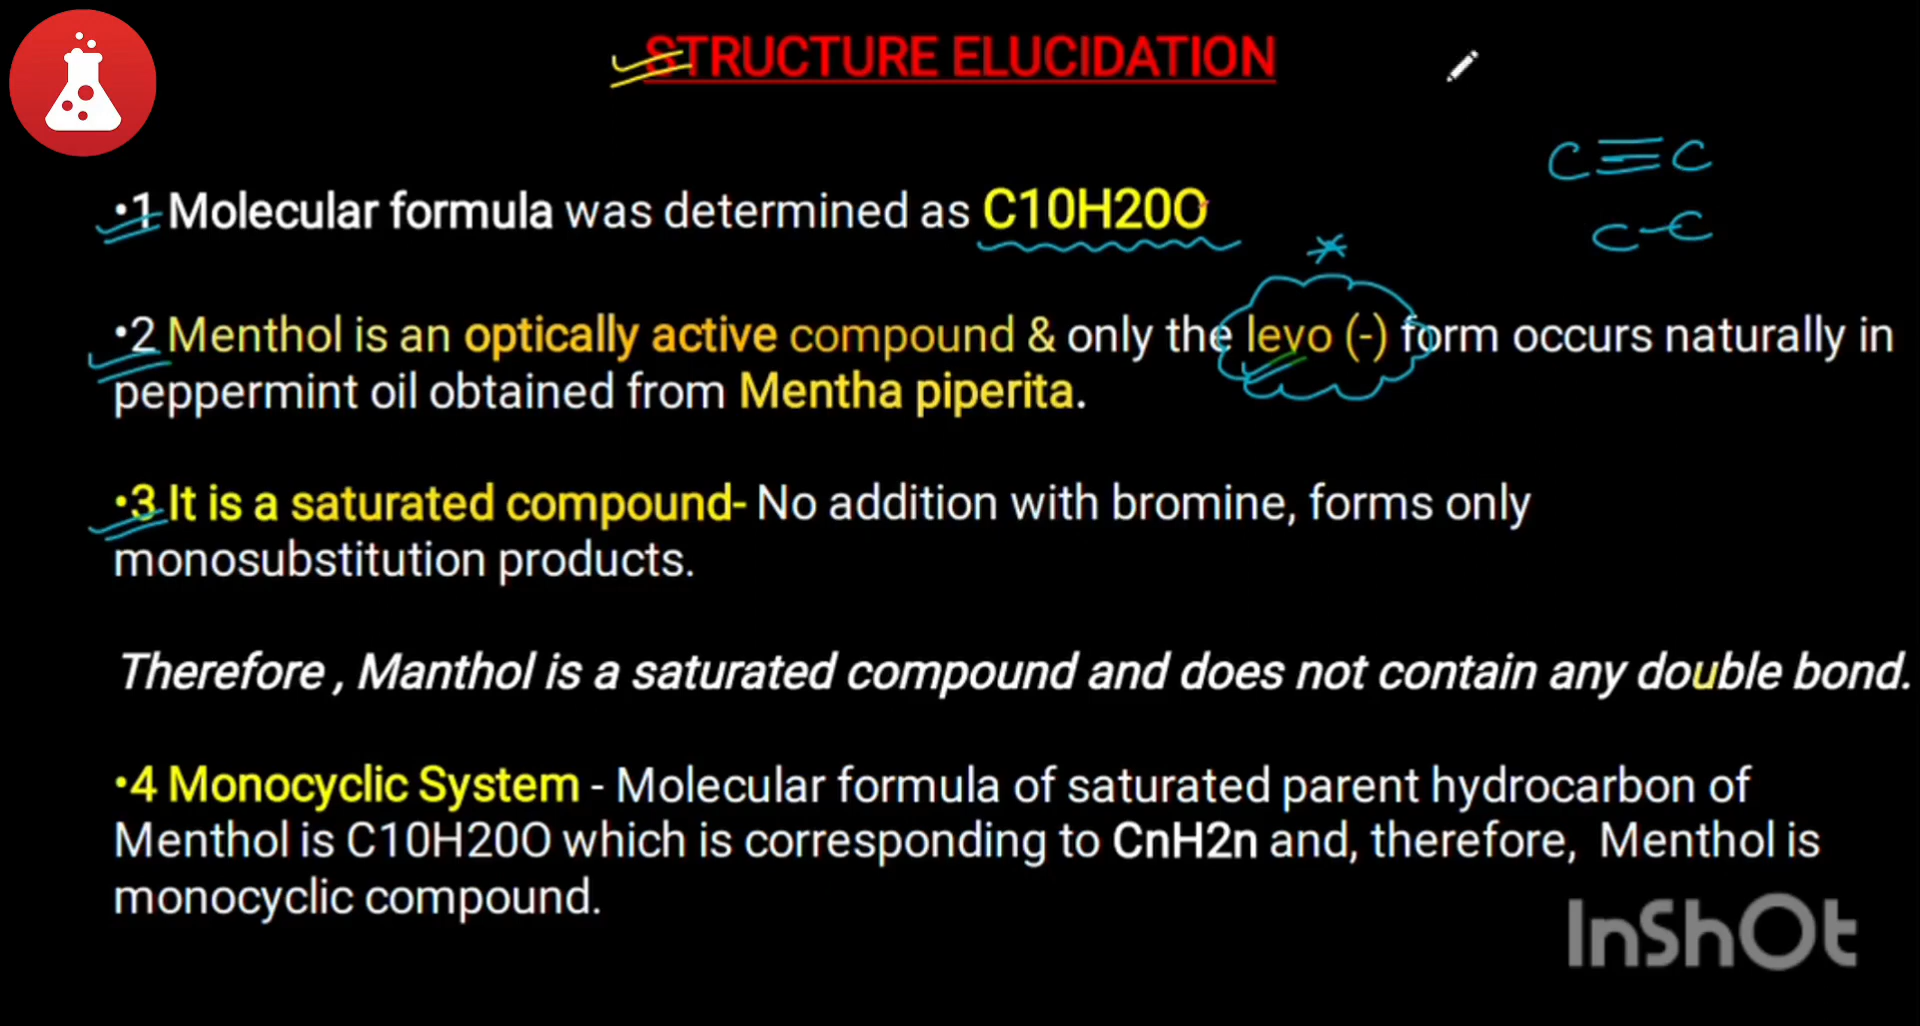 STRUCTURE ELUCIDATION
C≡C
•1 Molecular formula was determined as C10H20O
C-C
•2 Menthol is an optically active compound & only the levo (-) form occurs naturally in
peppermint oil obtained from Mentha piperita.
•3 It is a saturated compound- No addition with bromine, forms only
monosubstitution products.
Therefore , Manthol is a saturated compound and does not contain any double bond.
•4 Monocyclic System - Molecular formula of saturated parent hydrocarbon of
Menthol is C10H20O which is corresponding to CnH2n and, therefore, Menthol is
monocyclic compound.
InShOt